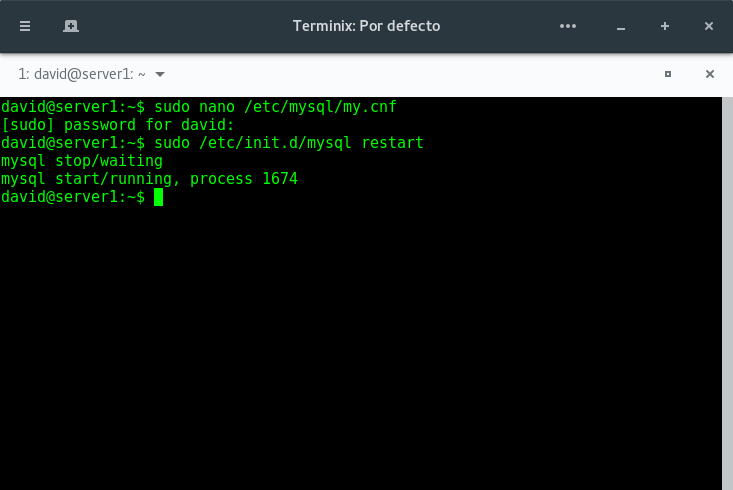 Terminix: Por defecto
1: david@server1: ~
david@server1:~$ sudo nano /etc/mysql/my.cnf
[sudo] password for david:
david@server1:~$ sudo /etc/init.d/mysql restart
mysql stop/waiting
mysql start/running, process 1674
david@server1:~$